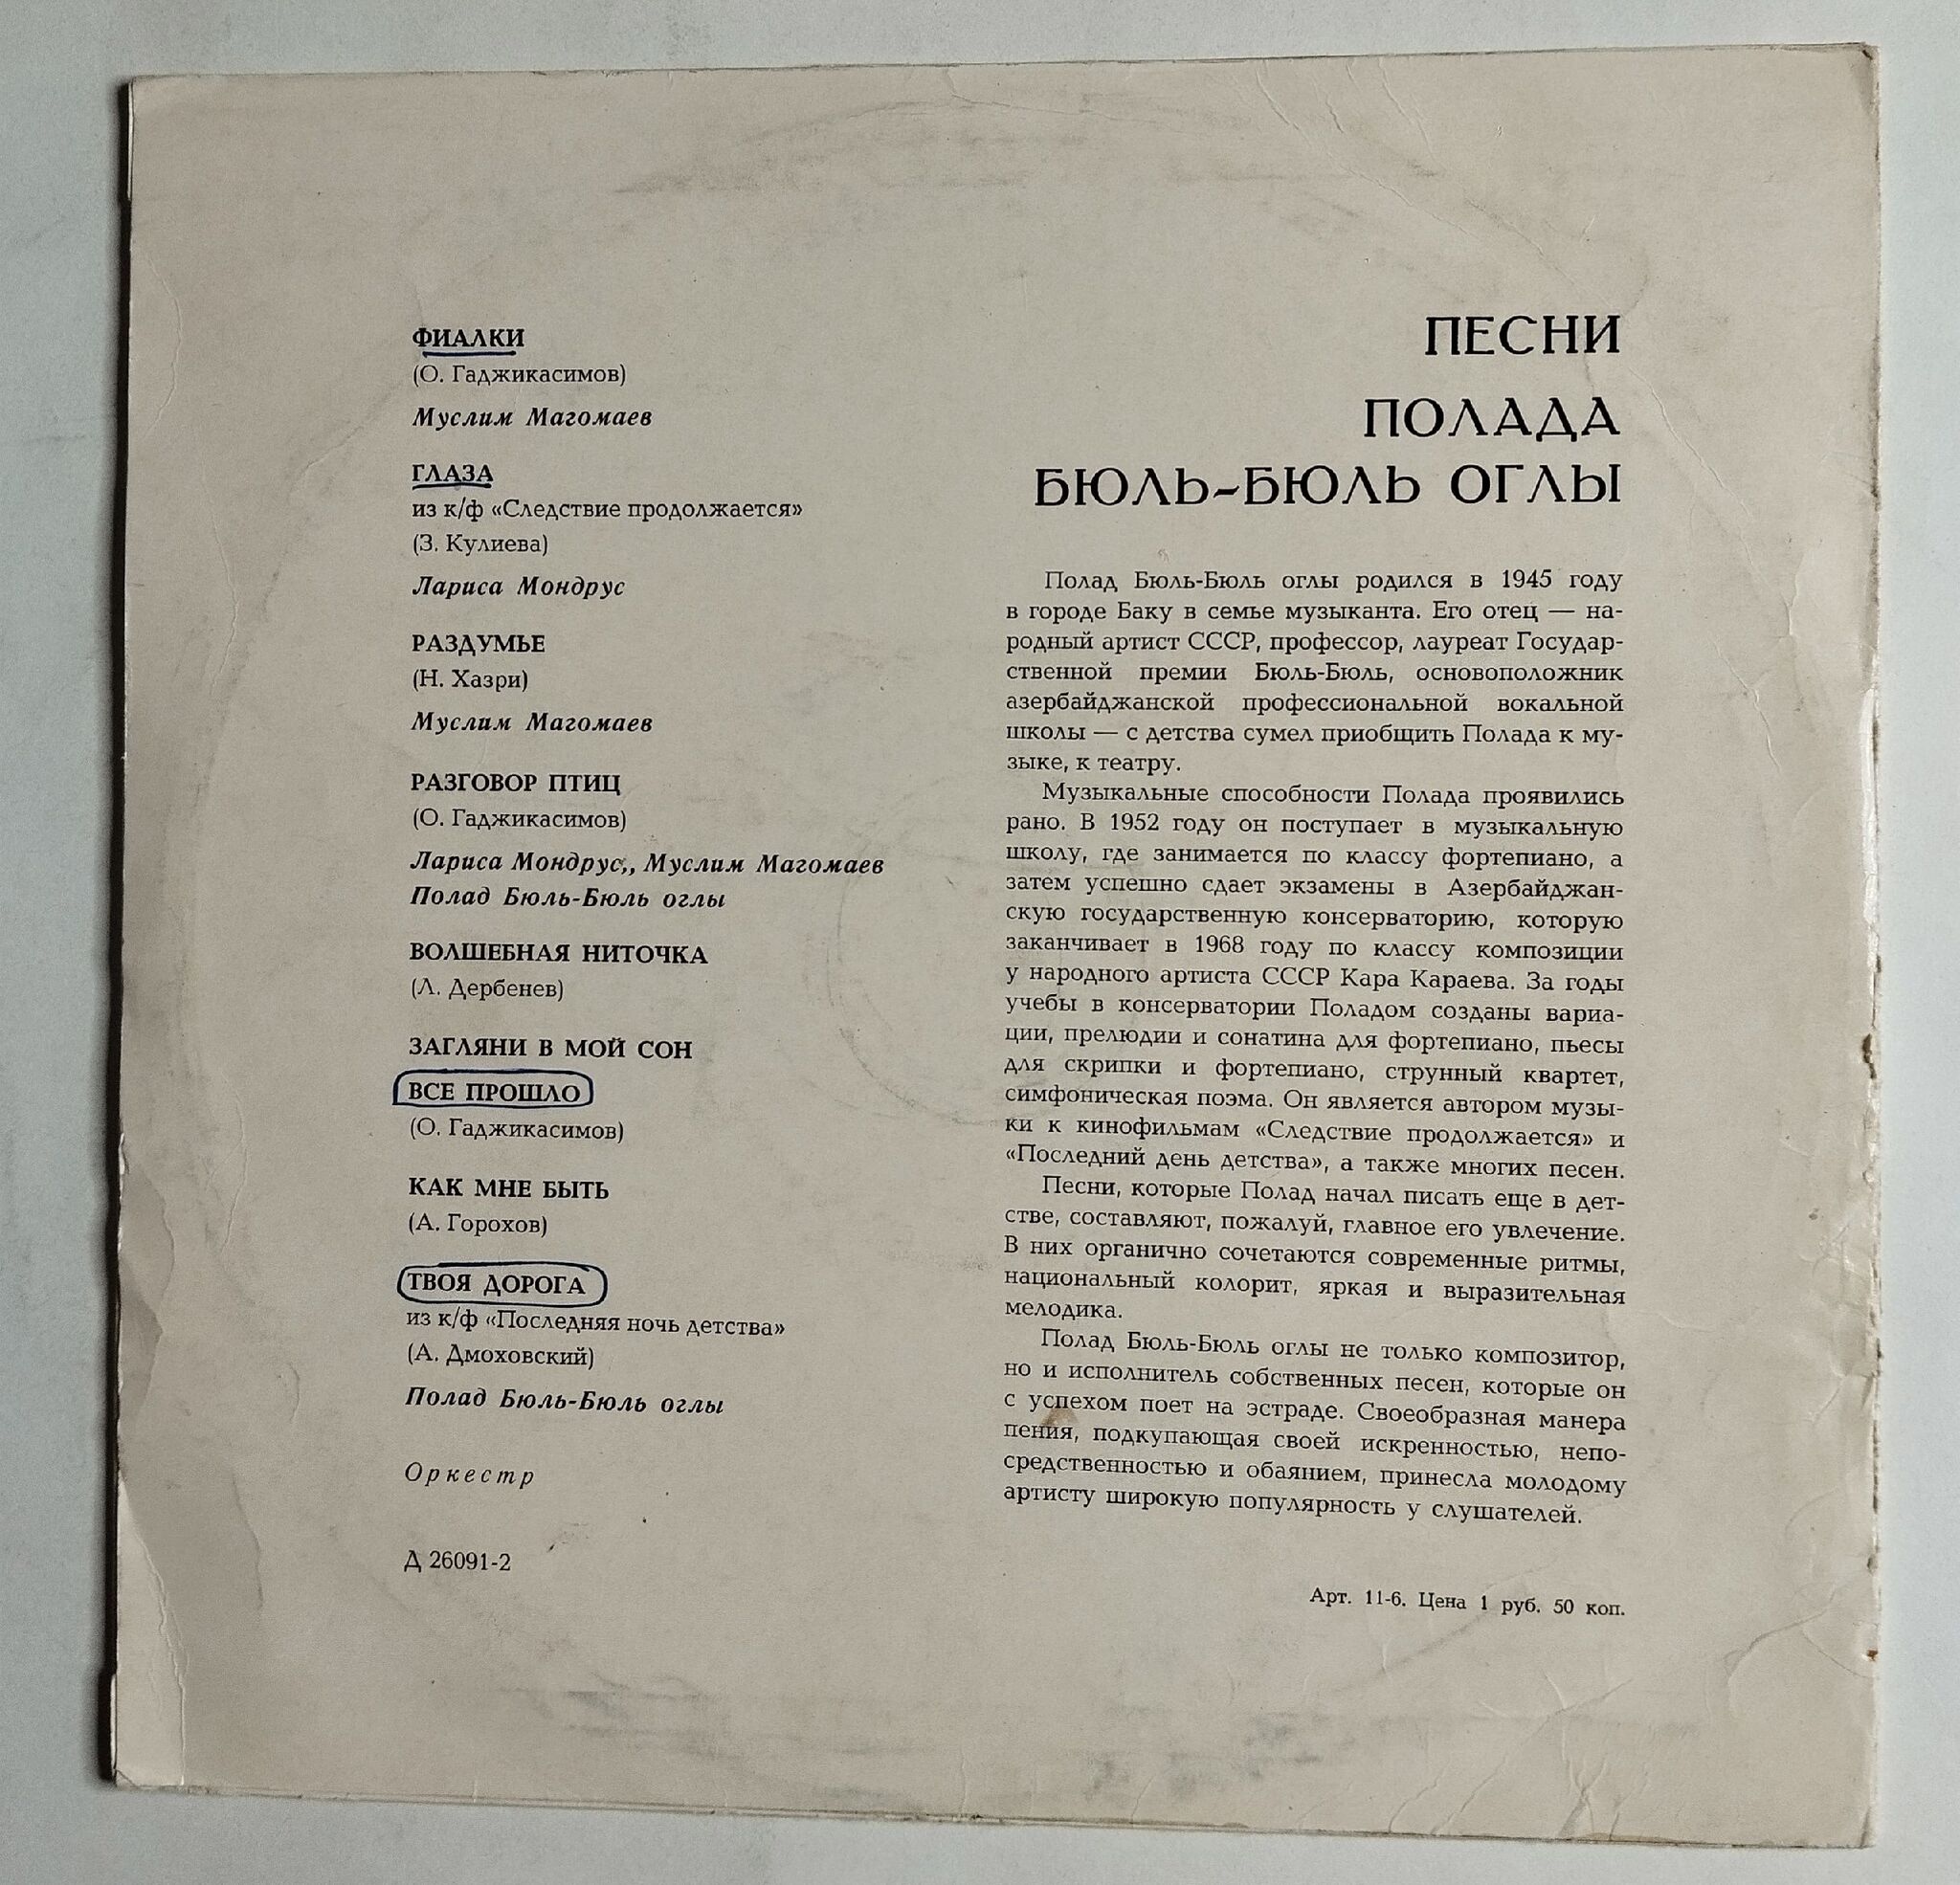 ФИАЛКИ
(О. Гаджикасимов)
Муслим Магомаев
ГЛАЗА
из к/ф «Следствие продолжается»
(З. Кулиева)
Лариса Мондрус
РАЗДУМЬЕ
(Н. Хазри)
Муслим Магомаев
РАЗГОВОР ПТИЦ
(О. Гаджикасимов)
Лариса Мондрус,, Муслим Магомаев
Полад Бюль-Бюль оглы
ВОЛШЕБНАЯ НИТОЧКА
(Л. Дербенев)
ЗАГЛЯНИ В МОЙ СОН
ВСЕ ПРОШЛО
(О. Гаджикасимов)
КАК МНЕ БЫТЬ
(А. Горохов)
ТВОЯ ДОРОГА
из к/ф «Последняя ночь детства»
(А. Дмоховский)
Полад Бюль-Бюль оглы
Оркестр
Д 26091-2
ПЕСНИ
ПОЛАДА
БЮЛЬ-БЮЛЬ ОГЛЫ
Полад Бюль-Бюль оглы родился в 1945 году
в городе Баку в семье музыканта. Его отец — на-
родный артист СССР, профессор, лауреат Государ-
ственной премии Бюль-Бюль, основоположник
азербайджанской профессиональной вокальной
школы — с детства сумел приобщить Полада к му-
зыке, к театру.
Музыкальные способности Полада проявились
рано. В 1952 году он поступает в музыкальную
школу, где занимается по классу фортепиано, а
затем успешно сдает экзамены в Азербайджан-
скую государственную консерваторию, которую
заканчивает в 1968 году по классу композиции
у народного артиста СССР Кара Караева. За годы
учебы в консерватории Поладом созданы вариа-
ции, прелюдии и сонатина для фортепиано, пьесы
для скрипки и фортепиано, струнный квартет,
симфоническая поэма. Он является автором музы-
ки к кинофильмам «Следствие продолжается» и
«Последний день детства», а также многих песен.
Песни, которые Полад начал писать еще в дет-
стве, составляют, пожалуй, главное его увлечение.
В них органично сочетаются современные ритмы,
национальный колорит, яркая и выразительная
мелодика.
Полад Бюль-Бюль оглы не только композитор,
но и исполнитель собственных песен, которые он
с успехом поет на эстраде. Своеобразная манера
пения, подкупающая своей искренностью, непо-
средственностью и обаянием, принесла молодому
артисту широкую популярность у слушателей.
Арт. 11-6. Цена 1 руб. 50 коп.